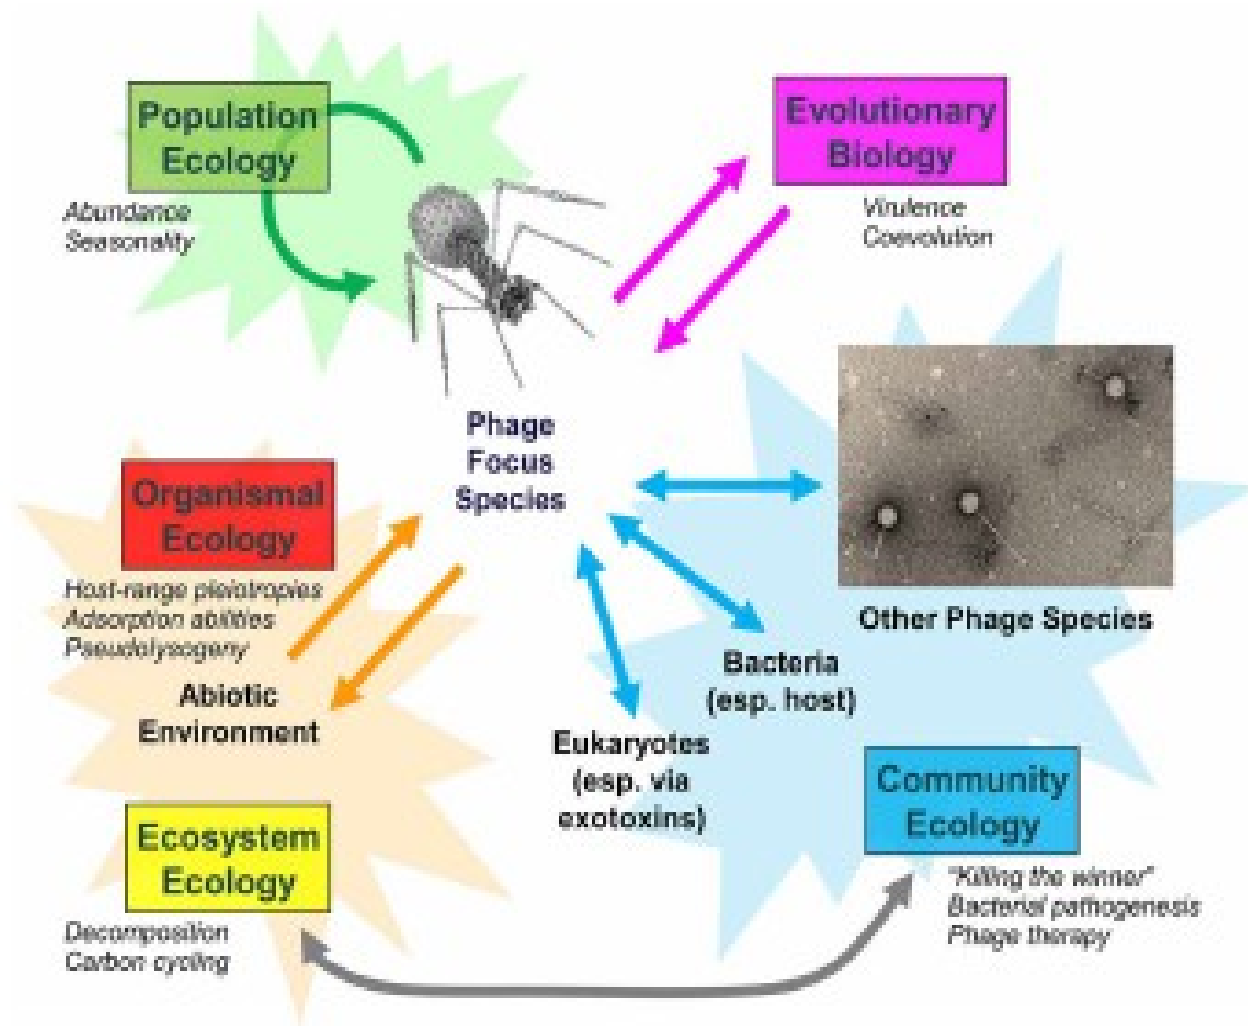 Population
Ecology
Abundance
Seasonality
Evolutionary
Biology
Virulence
Coevolution
Phage
Focus
Species
Organismal
Ecology
Host-range pleiotropies
Adsorption abilities
Pseudolysogeny
Abiotic
Environment
Other Phage Species
Bacteria
(esp. host)
Eukaryotes
(esp. via
exotoxins)
Community
Ecology
"Killing the winner"
Bacterial pathogenesis
Phage therapy
Ecosystem
Ecology
Decomposition
Carbon cycling